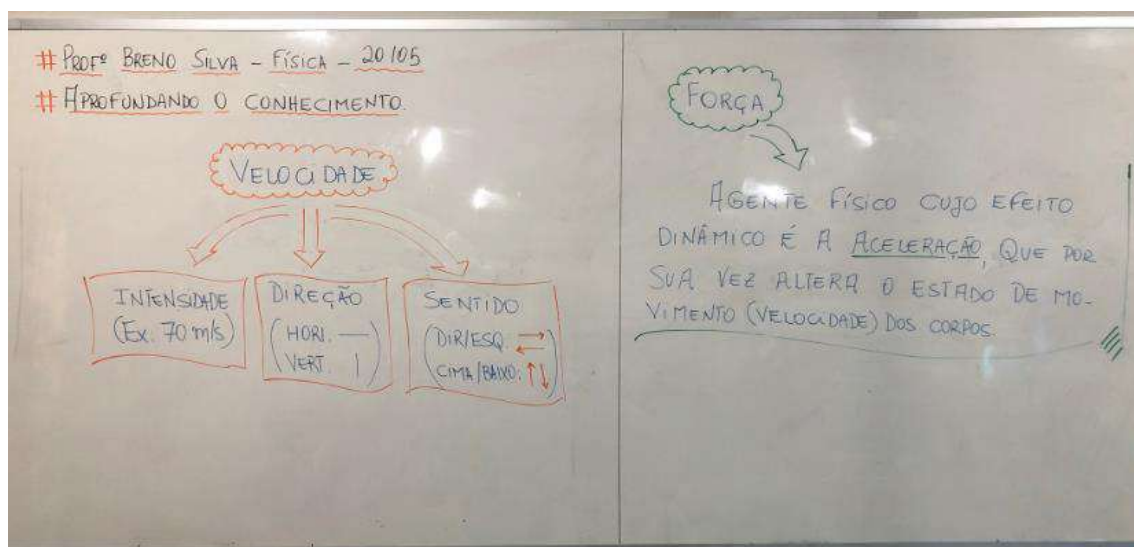 # PROFº BRENO SILVA - FÍSICA - 20/05
# APROFUNDANDO O CONHECIMENTO.
VELOCIDADE
INTENSIDADE
(EX. 70 m/s)
DIREÇÃO
(HORI. —
VERT. |)
SENTIDO
(DIR/ESQ. →←
CIMA/BAIXO: ↑↓)
FORÇA
AGENTE FÍSICO CUJO EFEITO
DINÂMICO É A ACELERAÇÃO, QUE POR
SUA VEZ ALTERA O ESTADO DE MO-
VIMENTO (VELOCIDADE) DOS CORPOS.